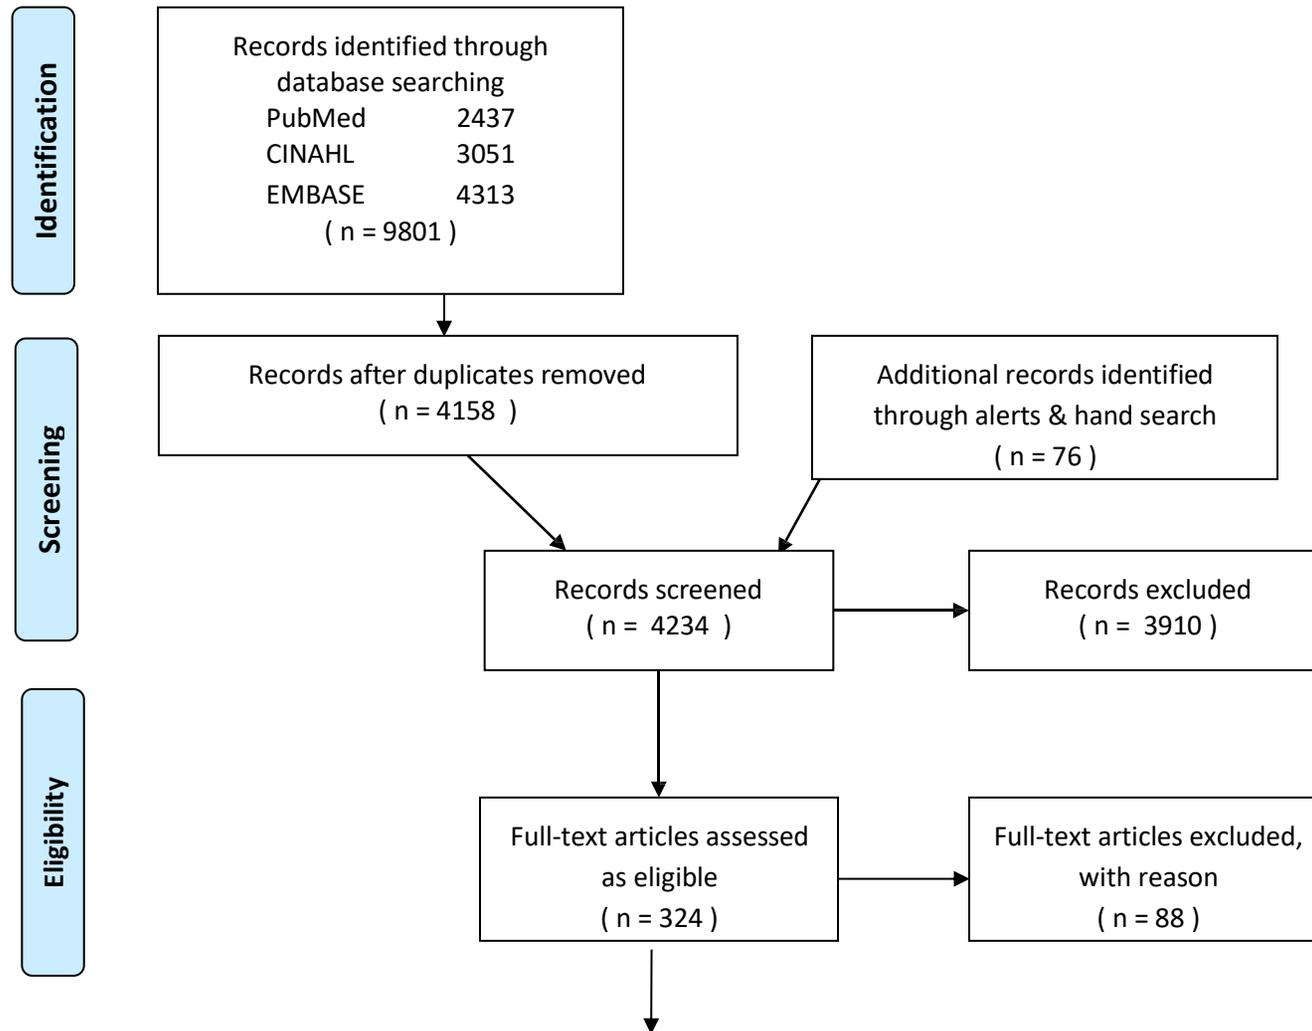 Identification
Records identified through
database searching
PubMed 2437
CINAHL 3051
EMBASE 4313
( n = 9801 )
Screening
Records after duplicates removed
( n = 4158 )
Additional records identified
through alerts & hand search
( n = 76 )
Records screened
( n = 4234 )
Records excluded
( n = 3910 )
Eligibility
Full-text articles assessed
as eligible
( n = 324 )
Full-text articles excluded,
with reason
( n = 88 )